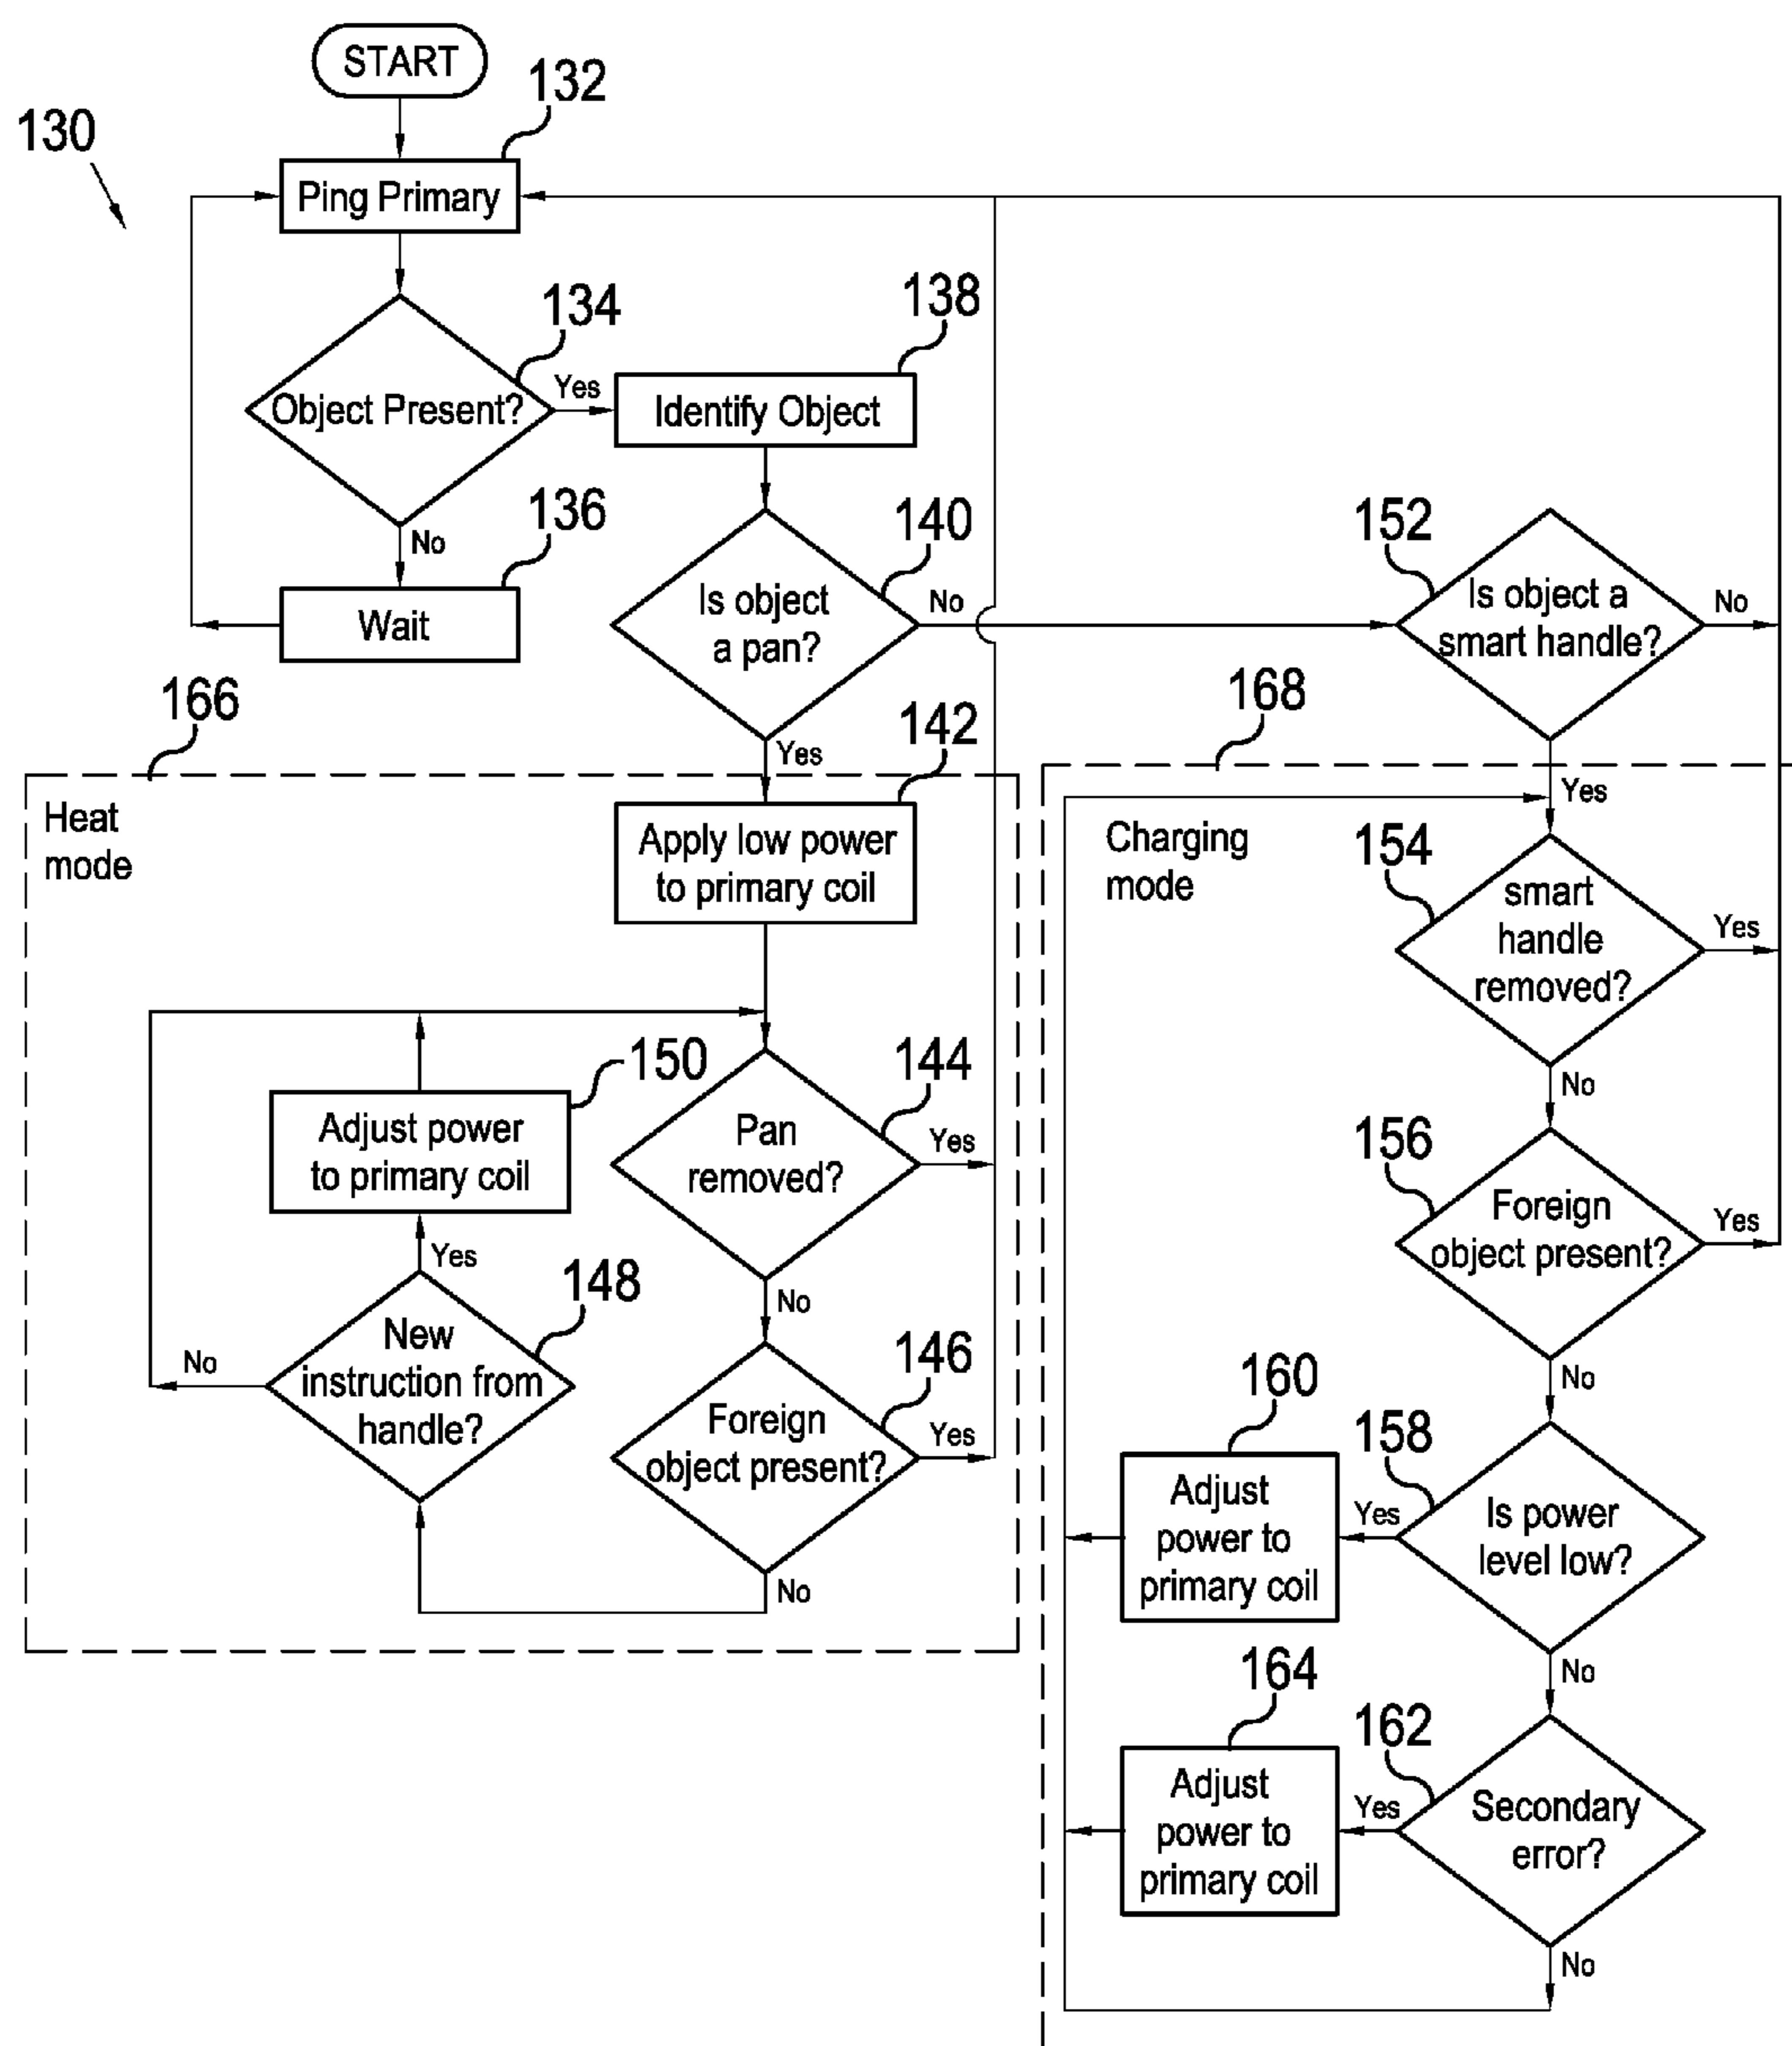 START
132
130
Ping Primary
134
138
Object Present?
Yes
Identify Object
No
136
140
152
Wait
Is object
a pan?
No
Is object a
smart handle?
No
166
142
168
Yes
Yes
Heat
mode
Apply low power
to primary coil
Charging
mode
154
smart
handle
removed?
Yes
No
150
144
Adjust power
to primary coil
Pan
removed?
Yes
156
Foreign
object present?
Yes
No
Yes
148
No
New
instruction from
handle?
No
146
Foreign
object present?
Yes
No
160
158
Adjust
power to
primary coil
Yes
Is power
level low?
No
164
162
Adjust
power to
primary coil
Yes
Secondary
error?
No